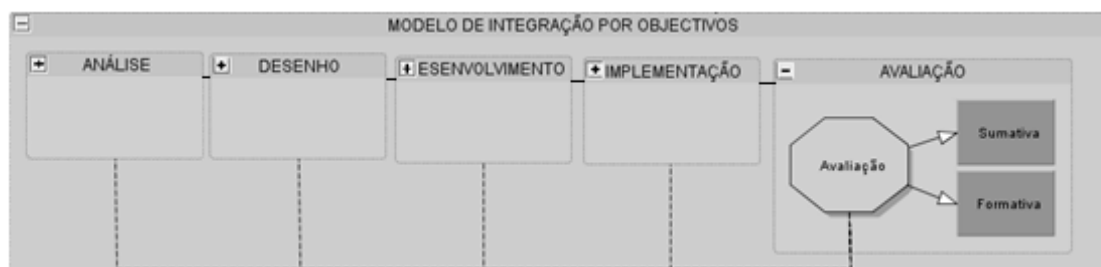 MODELO DE INTEGRAÇÃO POR OBJECTIVOS
ANÁLISE
DESENHO
ESENVOLVIMENTO
IMPLEMENTAÇÃO
AVALIAÇÃO
Avaliação
Sumativa
Formativa